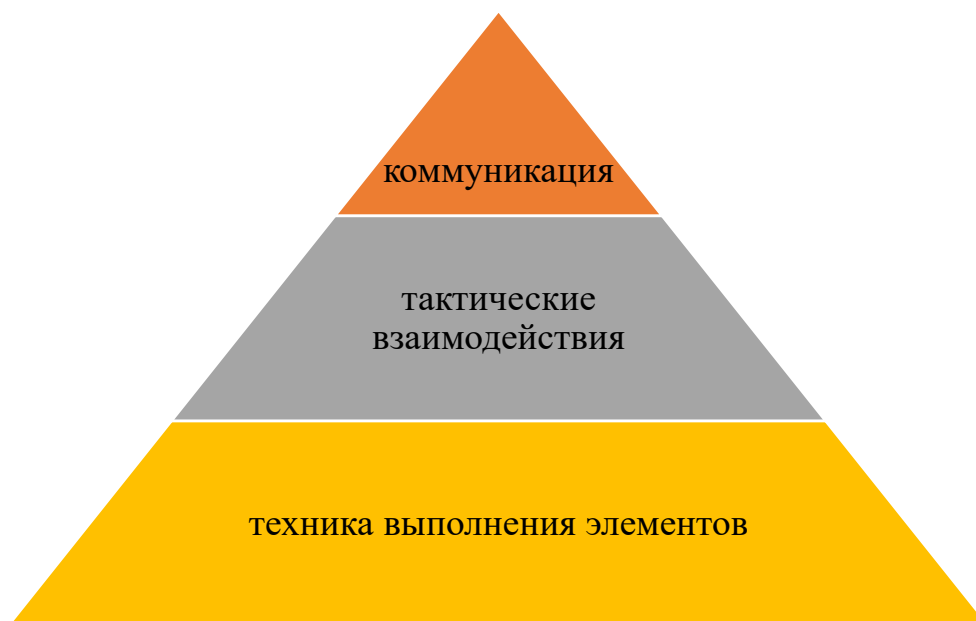 коммуникация
тактические
взаимодействия
техника выполнения элементов